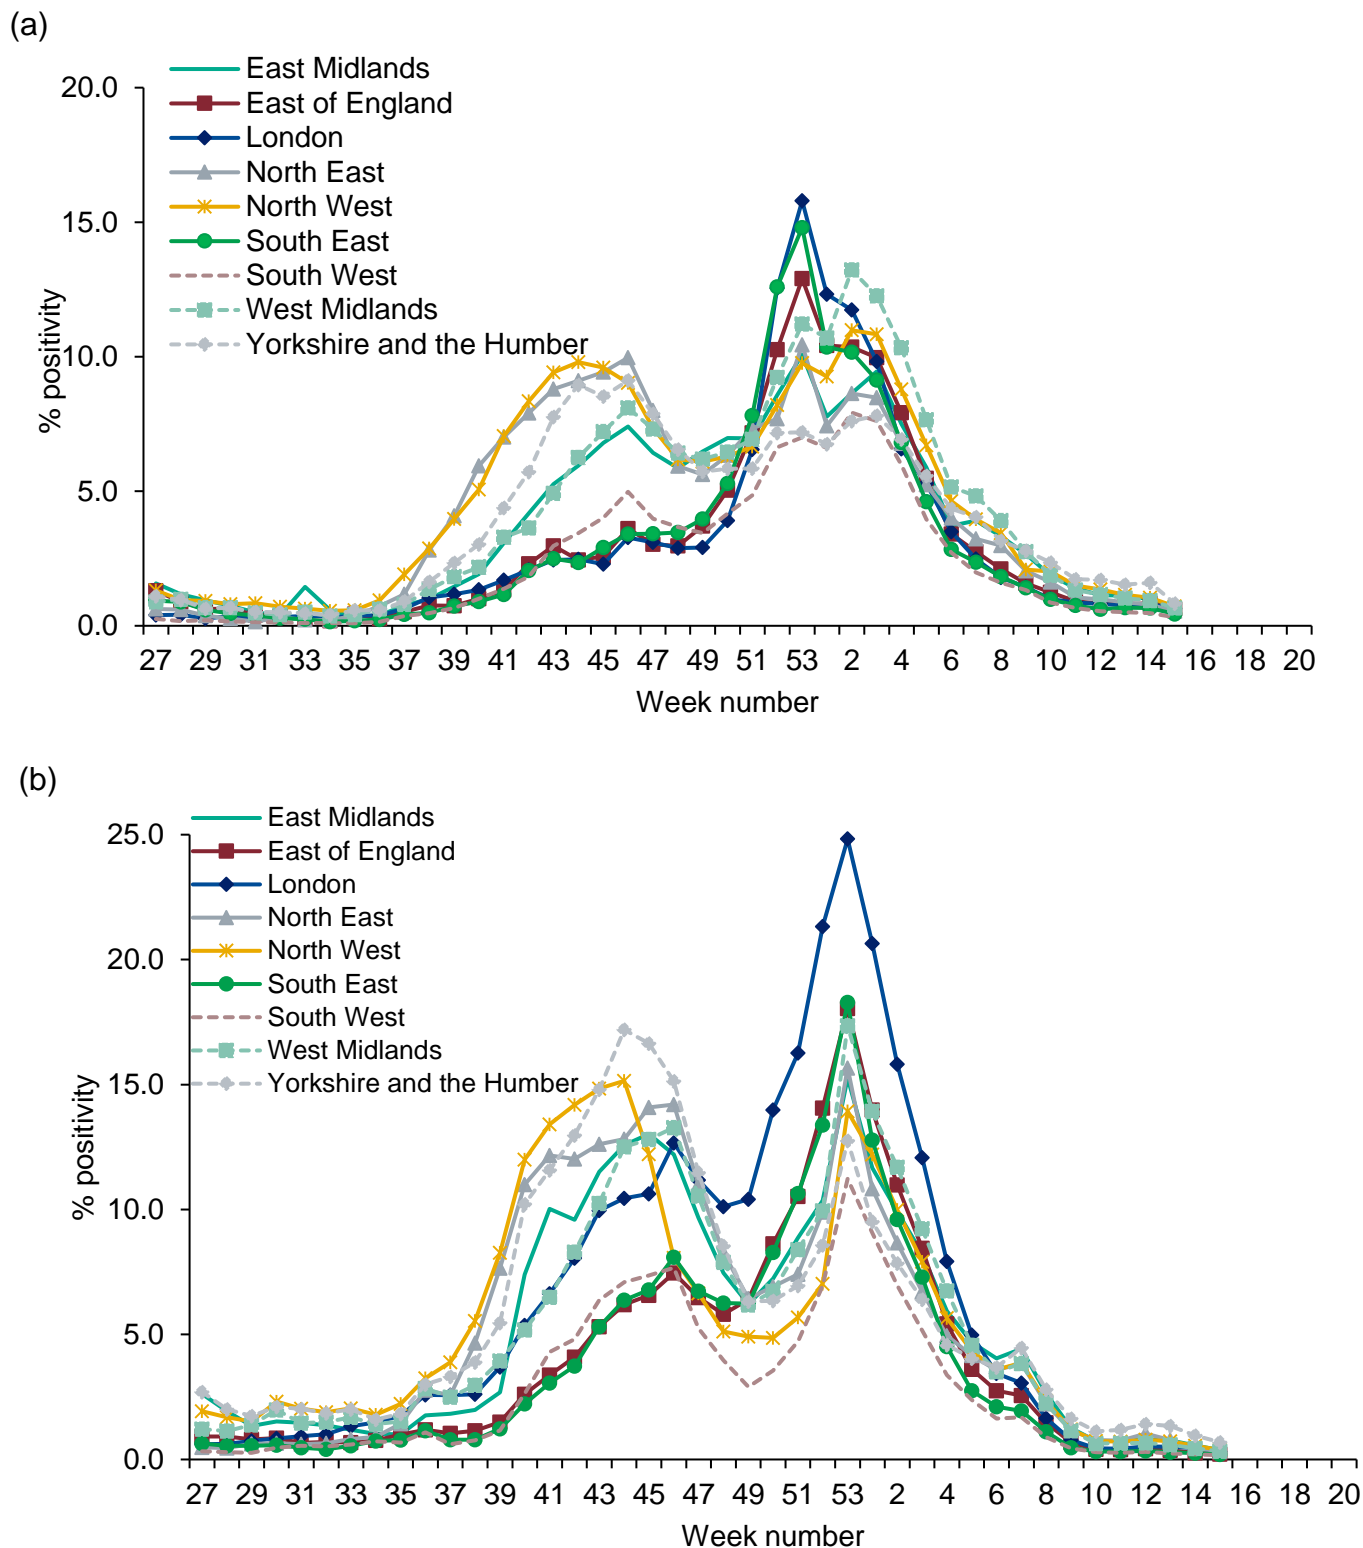 (a)
East Midlands
20.0
East of England
London
North East
North West
15.0
South East
South West
West Midlands
10.0
Yorkshire and the Humber
% positivity
5.0
0.0
27 29 31 33 35 37 39 41 43 45 47 49 51 53 2 4 6 8 10 12 14 16 18 20
Week number
(b)
East Midlands
25.0
East of England
London
North East
20.0
North West
South East
South West
West Midlands
15.0
Yorkshire and the Humber
% positivity
10.0
5.0
0.0
27 29 31 33 35 37 39 41 43 45 47 49 51 53 2 4 6 8 10 12 14 16 18 20
Week number